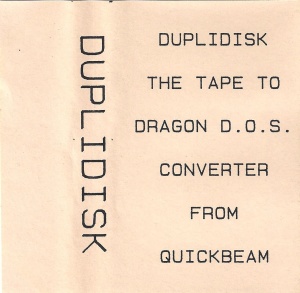 DUPLIDISK
DUPLIDISK
THE TAPE TO
DRAGON D.O.S.
CONVERTER
FROM
QUICKBEAM